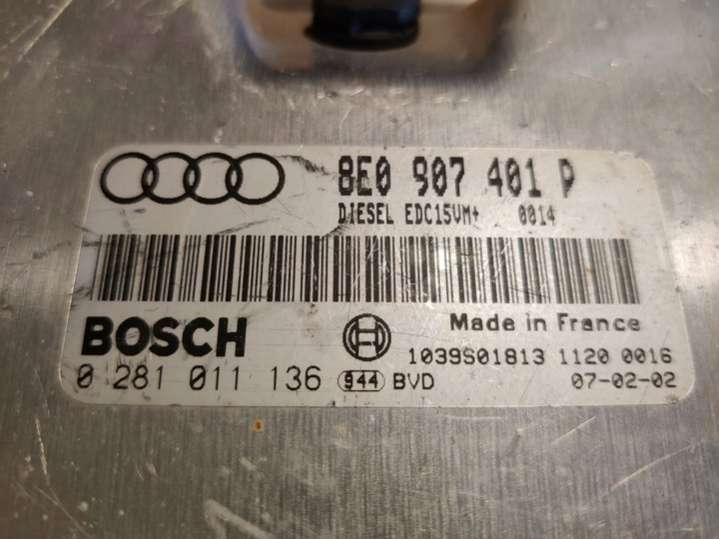 8E0 907 401 P
DIESEL EDC15VM+ 0014
BOSCH
Made in France
1039S01813 1120 0016
0 281 011 136 944 BVD 07-02-02